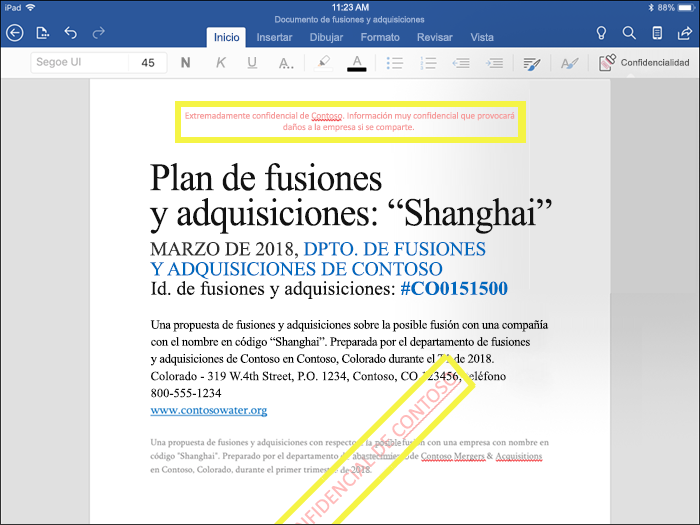 iPad
11:23 AM
88%
Documento de fusiones y adquisiciones
Inicio Insertar Dibujar Formato Revisar Vista
Segoe UI 45 N K U A.. A Confidencialidad
Extremadamente confidencial de Contoso. Información muy confidencial que provocará
daños a la empresa si se comparte.
Plan de fusiones
y adquisiciones: “Shanghai”
MARZO DE 2018, DPTO. DE FUSIONES
Y ADQUISICIONES DE CONTOSO
Id. de fusiones y adquisiciones: #CO0151500
Una propuesta de fusiones y adquisiciones sobre la posible fusión con una compañía
con el nombre en código “Shanghai”. Preparada por el departamento de fusiones
y adquisiciones de Contoso en Contoso, Colorado durante el de 2018.
Colorado - 319 W.4th Street, P.O. 1234, Contoso, CO 123456, teléfono
800-555-1234
www.contosowater.org
CONFIDENCIAL DE CONTOSO
Una propuesta de fusiones y adquisiciones con respecto a la posible fusión con una empresa con nombre en
código "Shanghai". Preparado por el departamento de abastecimiento de Contoso Mergers & Acquisitions
en Contoso, Colorado, durante el primer trimestre de 2018.